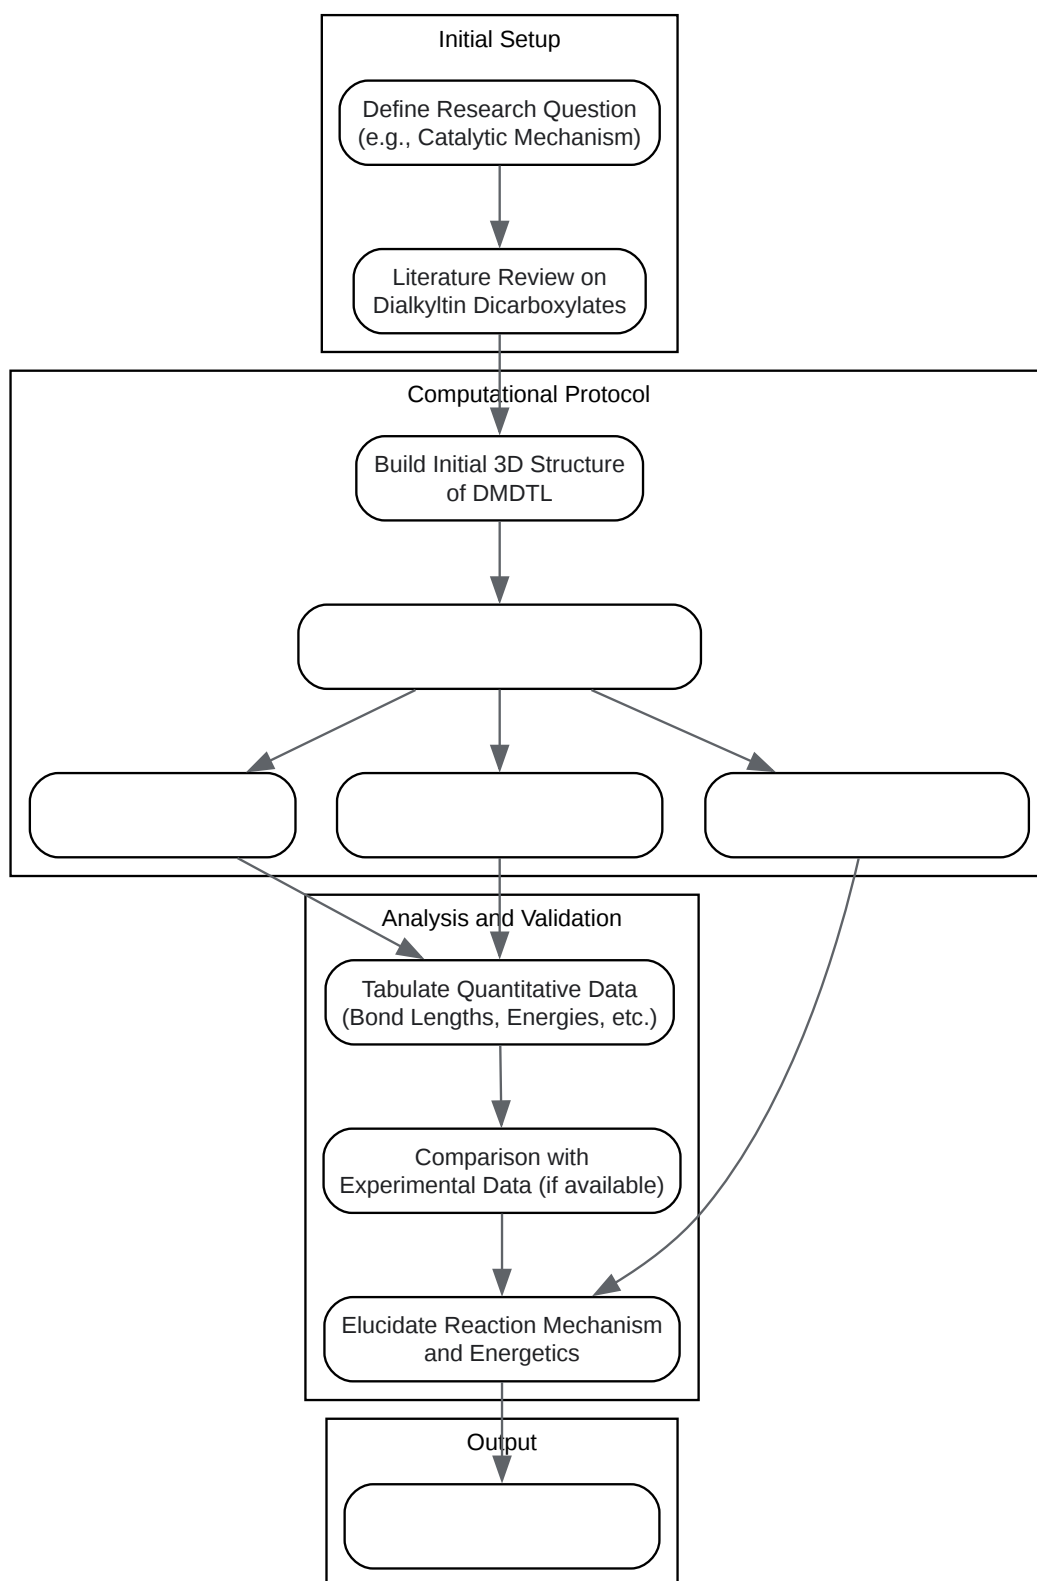 Initial Setup
Define Research Question
(e.g., Catalytic Mechanism)
Literature Review on
Dialkyltin Dicarboxylates
Computational Protocol
Build Initial 3D Structure
of DMDTL
Analysis and Validation
Tabulate Quantitative Data
(Bond Lengths, Energies, etc.)
Comparison with
Experimental Data (if available)
Elucidate Reaction Mechanism
and Energetics
Output